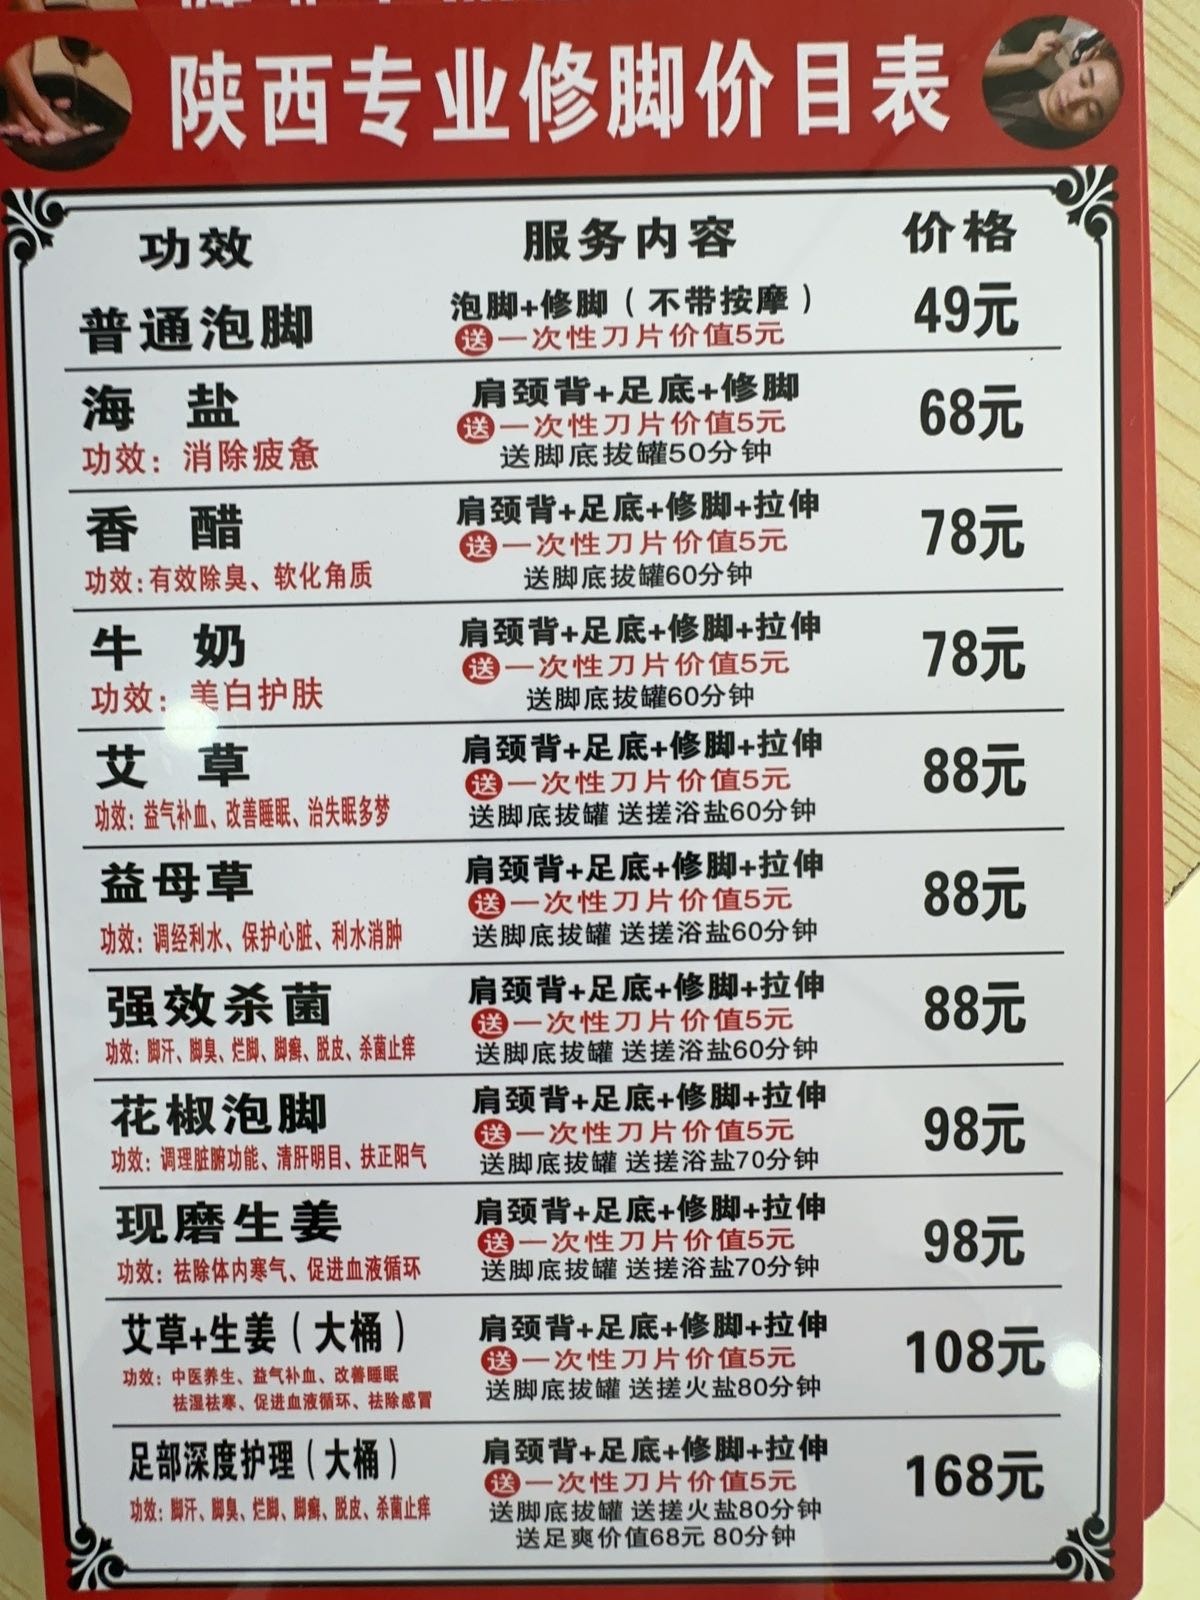 陕西专业修脚价目表
功效 服务内容 价格
普通泡脚 泡脚+修脚（不带按摩） 49元
送一次性刀片价值5元
海 盐 肩颈背+足底+修脚 68元
送一次性刀片价值5元
功效：消除疲惫 送脚底拔罐50分钟
香 醋 肩颈背+足底+修脚+拉伸 78元
送一次性刀片价值5元
功效：有效除臭、软化角质 送脚底拔罐60分钟
牛 奶 肩颈背+足底+修脚+拉伸 78元
送一次性刀片价值5元
功效：美白护肤 送脚底拔罐60分钟
艾 草 肩颈背+足底+修脚+拉伸 88元
送一次性刀片价值5元
功效：益气补血、改善睡眠、治失眠多梦 送脚底拔罐 送搓浴盐60分钟
益母草 肩颈背+足底+修脚+拉伸 88元
送一次性刀片价值5元
功效：调经利水、保护心脏、利水消肿 送脚底拔罐 送搓浴盐60分钟
强效杀菌 肩颈背+足底+修脚+拉伸 88元
送一次性刀片价值5元
功效：脚汗、脚臭、烂脚、脚癣、脱皮、杀菌止痒 送脚底拔罐 送搓浴盐60分钟
花椒泡脚 肩颈背+足底+修脚+拉伸 98元
送一次性刀片价值5元
功效：调理脏腑功能、清肝明目、扶正阳气 送脚底拔罐 送搓浴盐70分钟
现磨生姜 肩颈背+足底+修脚+拉伸 98元
送一次性刀片价值5元
功效：祛除体内寒气、促进血液循环 送脚底拔罐 送搓浴盐70分钟
艾草+生姜（大桶） 肩颈背+足底+修脚+拉伸 108元
送一次性刀片价值5元
功效：中医养生、益气补血、改善睡眠 送脚底拔罐 送搓火盐80分钟
祛湿祛寒、促进血液循环、祛除感冒
足部深度护理（大桶） 肩颈背+足底+修脚+拉伸 168元
送一次性刀片价值5元
功效：脚汗、脚臭、烂脚、脚癣、脱皮、杀菌止痒 送脚底拔罐 送搓火盐80分钟
送足爽价值68元 80分钟